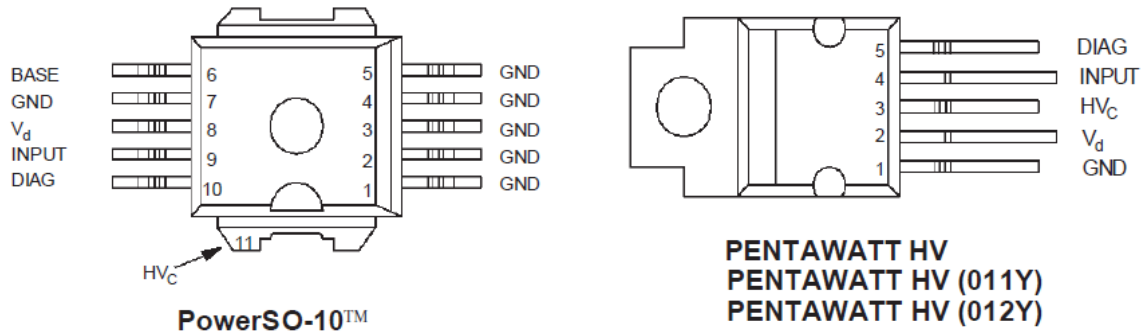 BASE 6 5 GND
GND 7 4 GND
Vd 8 3 GND
INPUT 9 2 GND
DIAG 10 1 GND
11
HVC
PowerSO-10™
5 DIAG
4 INPUT
3 HVC
2 Vd
1 GND
PENTAWATT HV
PENTAWATT HV (011Y)
PENTAWATT HV (012Y)